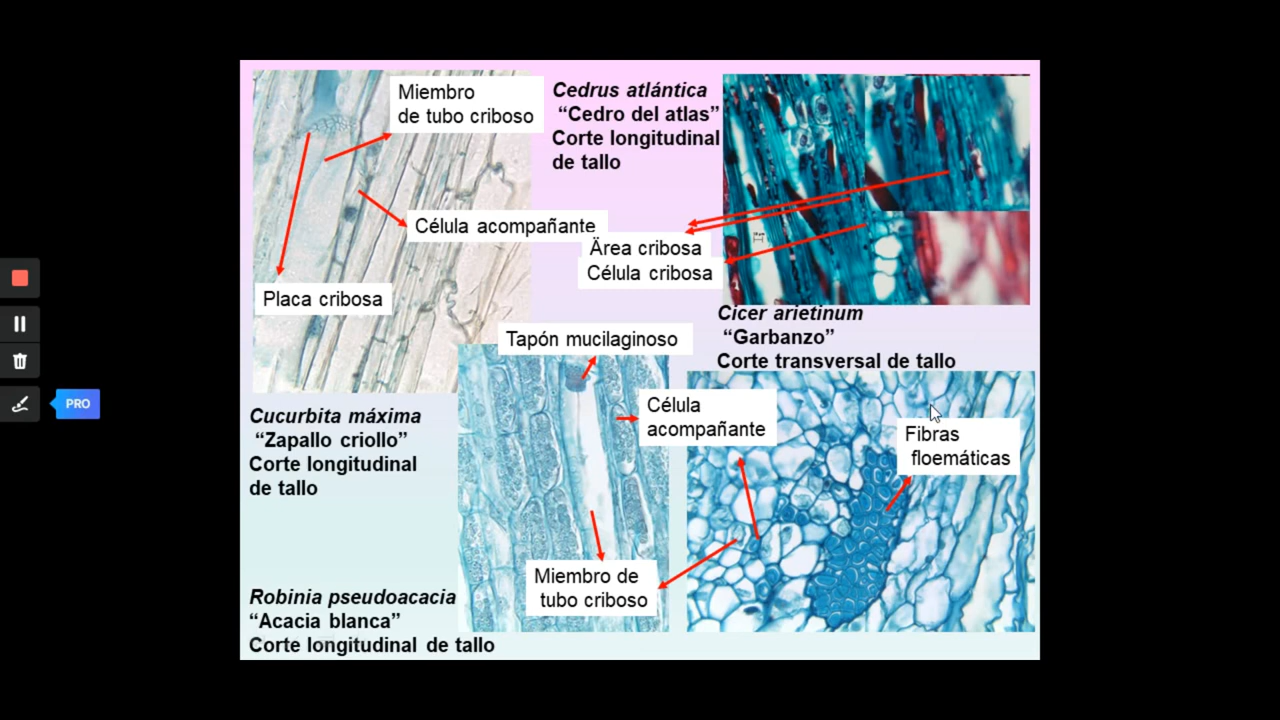 Miembro
de tubo criboso
Cedrus atlántica
“Cedro del atlas”
Corte longitudinal
de tallo
Célula acompañante
Ärea cribosa
Célula cribosa
Placa cribosa
Cicer arietinum
“Garbanzo”
Corte transversal de tallo
Tapón mucilaginoso
Célula
acompañante
Fibras
floemáticas
Cucurbita máxima
“Zapallo criollo”
Corte longitudinal
de tallo
Miembro de
tubo criboso
Robinia pseudoacacia
“Acacia blanca”
Corte longitudinal de tallo
PRO